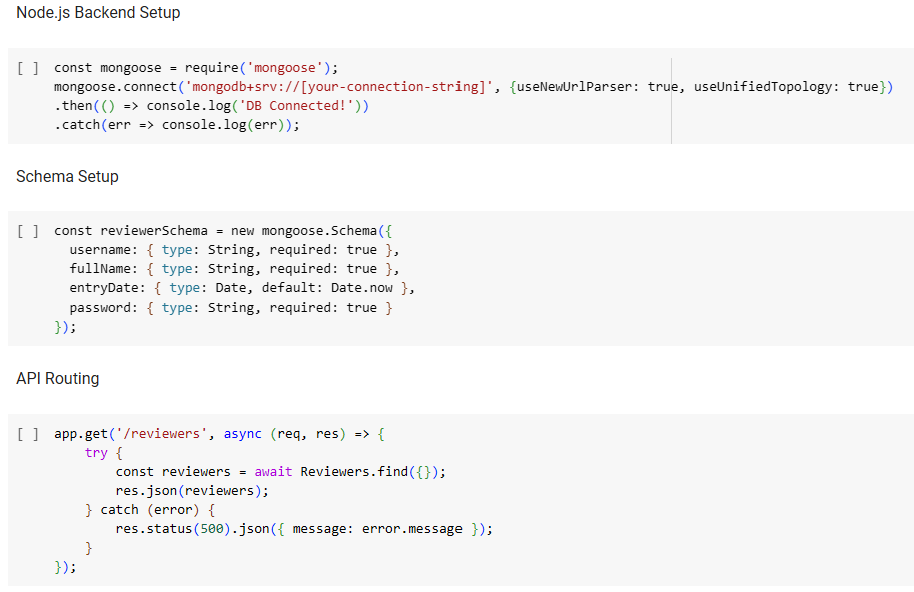 Node.js Backend Setup
[ ] const mongoose = require('mongoose');
mongoose.connect('mongodb+srv://[your-connection-string]', {useNewUrlParser: true, useUnifiedTopology: true})
.then(() => console.log('DB Connected!'))
.catch(err => console.log(err));
Schema Setup
[ ] const reviewerSchema = new mongoose.Schema({
  username: { type: String, required: true },
  fullName: { type: String, required: true },
  entryDate: { type: Date, default: Date.now },
  password: { type: String, required: true }
});
API Routing
[ ] app.get('/reviewers', async (req, res) => {
    try {
        const reviewers = await Reviewers.find({});
        res.json(reviewers);
    } catch (error) {
        res.status(500).json({ message: error.message });
    }
});